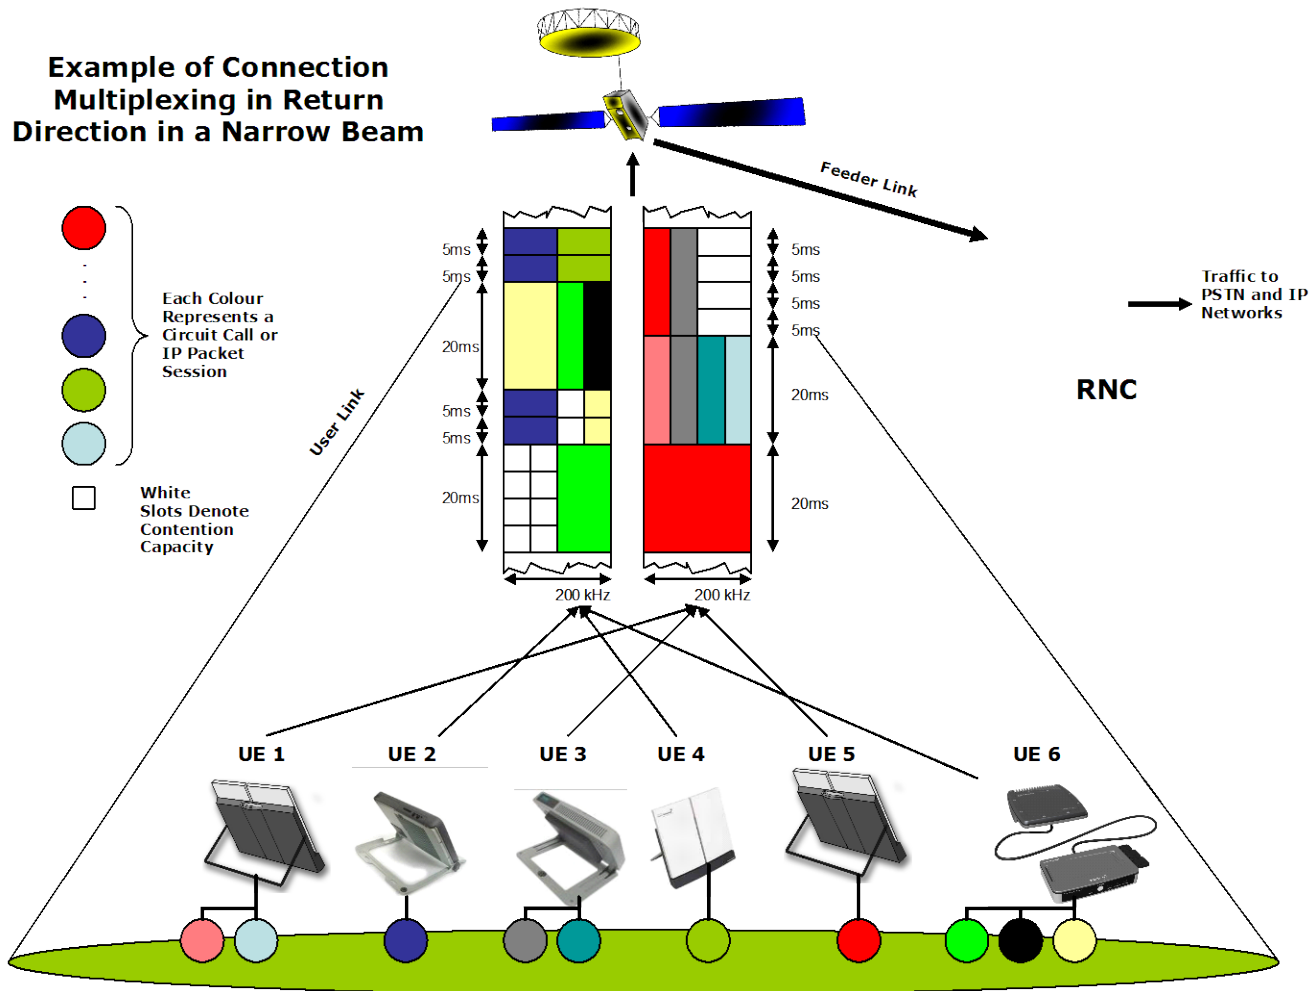 Example of Connection
Multiplexing in Return
Direction in a Narrow Beam
Feeder Link
Each Colour
Represents a
Circuit Call or
IP Packet
Session
White
Slots Denote
Contention
Capacity
User Link
5ms
5ms
20ms
5ms
5ms
20ms
5ms
5ms
5ms
5ms
20ms
20ms
200 kHz
200 kHz
Traffic to
PSTN and IP
Networks
RNC
UE 1
UE 2
UE 3
UE 4
UE 5
UE 6